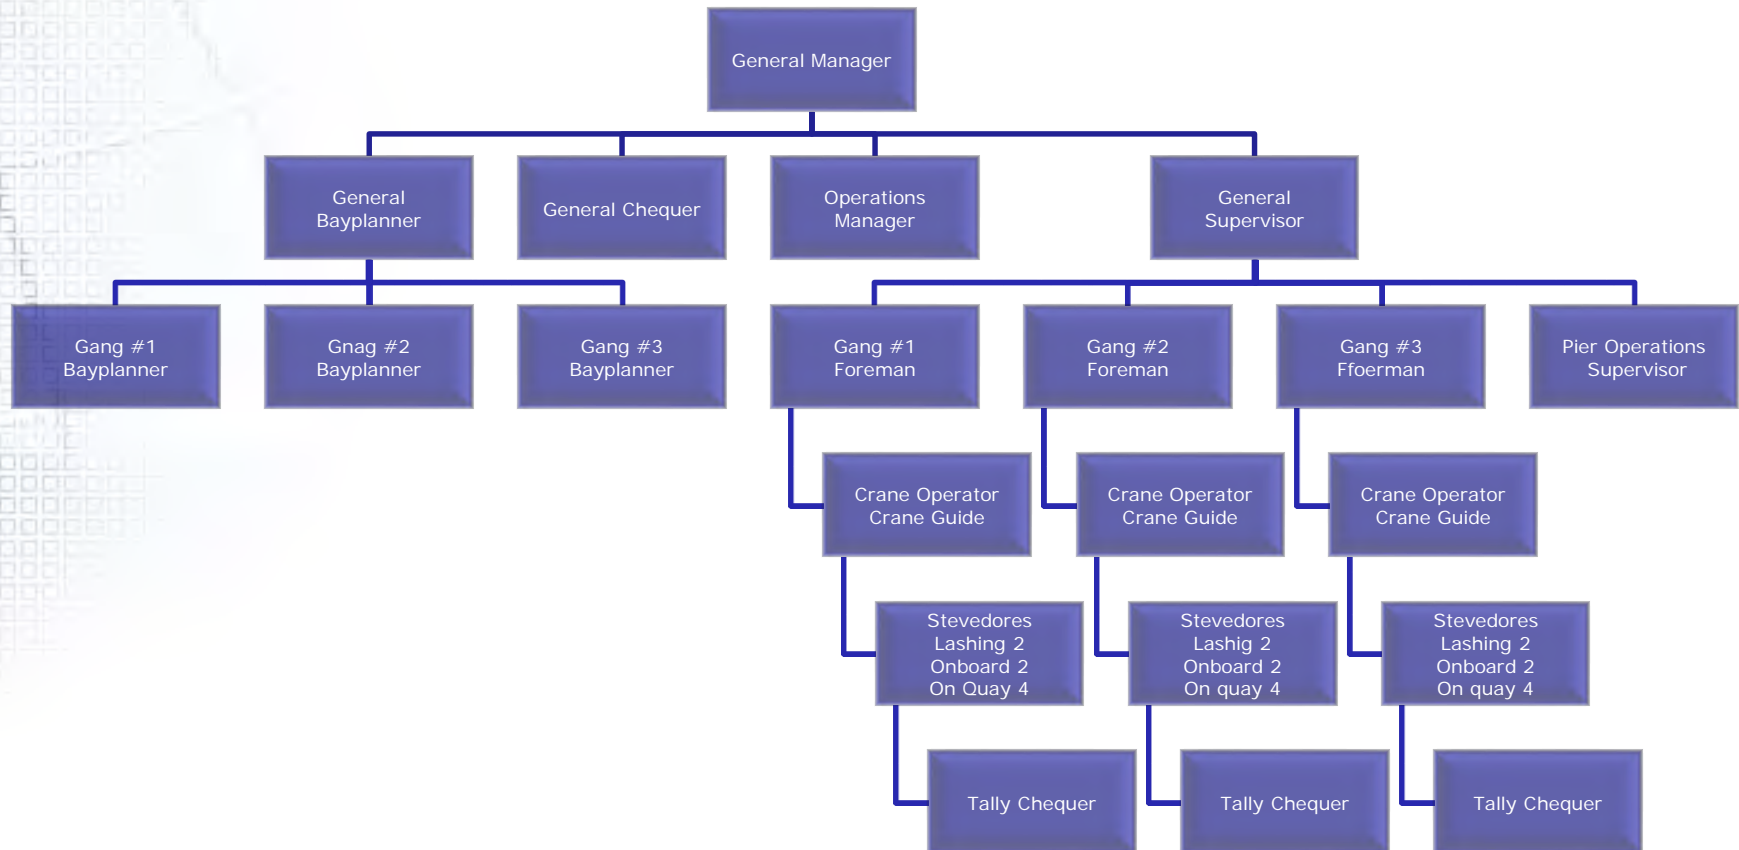 General Manager
General
Bayplanner
General Chequer
Operations
Manager
General
Supervisor
Gang #1
Bayplanner
Gnag #2
Bayplanner
Gang #3
Bayplanner
Gang #1
Foreman
Gang #2
Foreman
Gang #3
Ffoerman
Pier Operations
Supervisor
Crane Operator
Crane Guide
Crane Operator
Crane Guide
Crane Operator
Crane Guide
Stevedores
Lashing 2
Onboard 2
On Quay 4
Stevedores
Lashig 2
Onboard 2
On quay 4
Stevedores
Lashing 2
Onboard 2
On quay 4
Tally Chequer
Tally Chequer
Tally Chequer